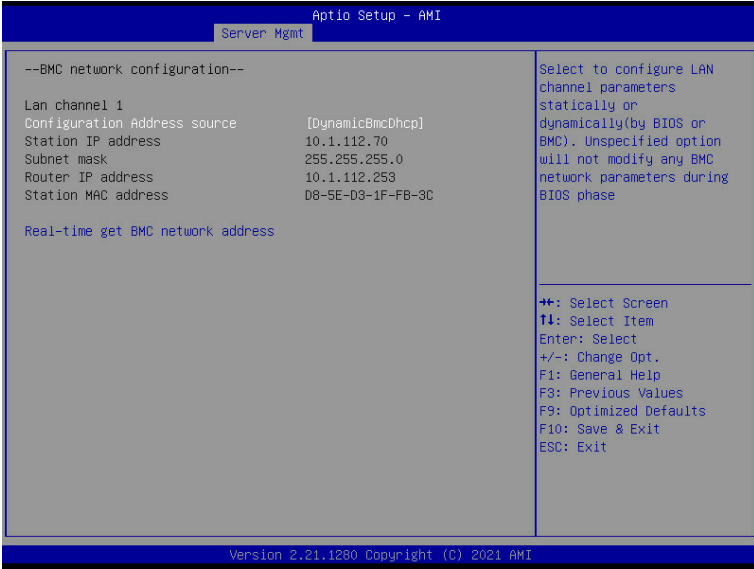 Aptio Setup – AMI
Server Mgmt
--BMC network configuration--
Lan channel 1
Configuration Address source [DynamicBmcDhcp]
Station IP address 10.1.112.70
Subnet mask 255.255.255.0
Router IP address 10.1.112.253
Station MAC address D8-5E-D3-1F-FB-3C
Real-time get BMC network address
Select to configure LAN
channel parameters
statically or
dynamically(by BIOS or
BMC). Unspecified option
will not modify any BMC
network parameters during
BIOS phase
→←: Select Screen
↑↓: Select Item
Enter: Select
+/-: Change Opt.
F1: General Help
F3: Previous Values
F9: Optimized Defaults
F10: Save & Exit
ESC: Exit
Version 2.21.1280 Copyright (C) 2021 AMI